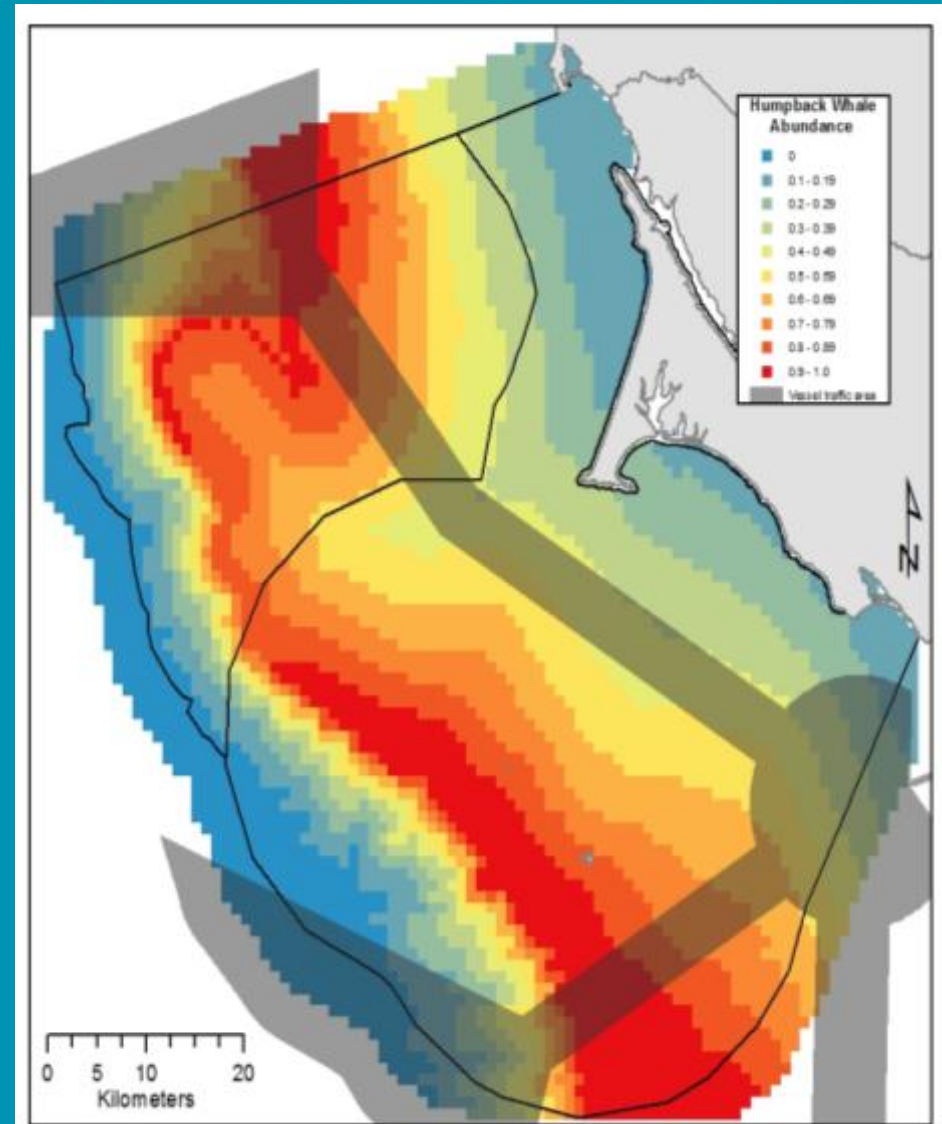 Humpback Whale
Abundance
0
0.1 - 0.19
0.2 - 0.29
0.3 - 0.39
0.4 - 0.49
0.5 - 0.59
0.6 - 0.69
0.7 - 0.79
0.8 - 0.89
0.9 - 1.0
Vessel traffic area
N
0 5 10 20
Kilometers